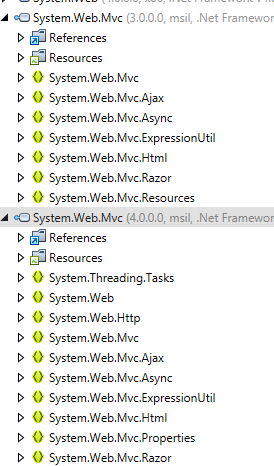 System.Web.Mvc (3.0.0.0, msil, .Net Framewor
References
Resources
System.Web.Mvc
System.Web.Mvc.Ajax
System.Web.Mvc.Async
System.Web.Mvc.ExpressionUtil
System.Web.Mvc.Html
System.Web.Mvc.Razor
System.Web.Mvc.Resources
System.Web.Mvc (4.0.0.0, msil, .Net Framewor
References
Resources
System.Threading.Tasks
System.Web
System.Web.Http
System.Web.Mvc
System.Web.Mvc.Ajax
System.Web.Mvc.Async
System.Web.Mvc.ExpressionUtil
System.Web.Mvc.Html
System.Web.Mvc.Properties
System.Web.Mvc.Razor